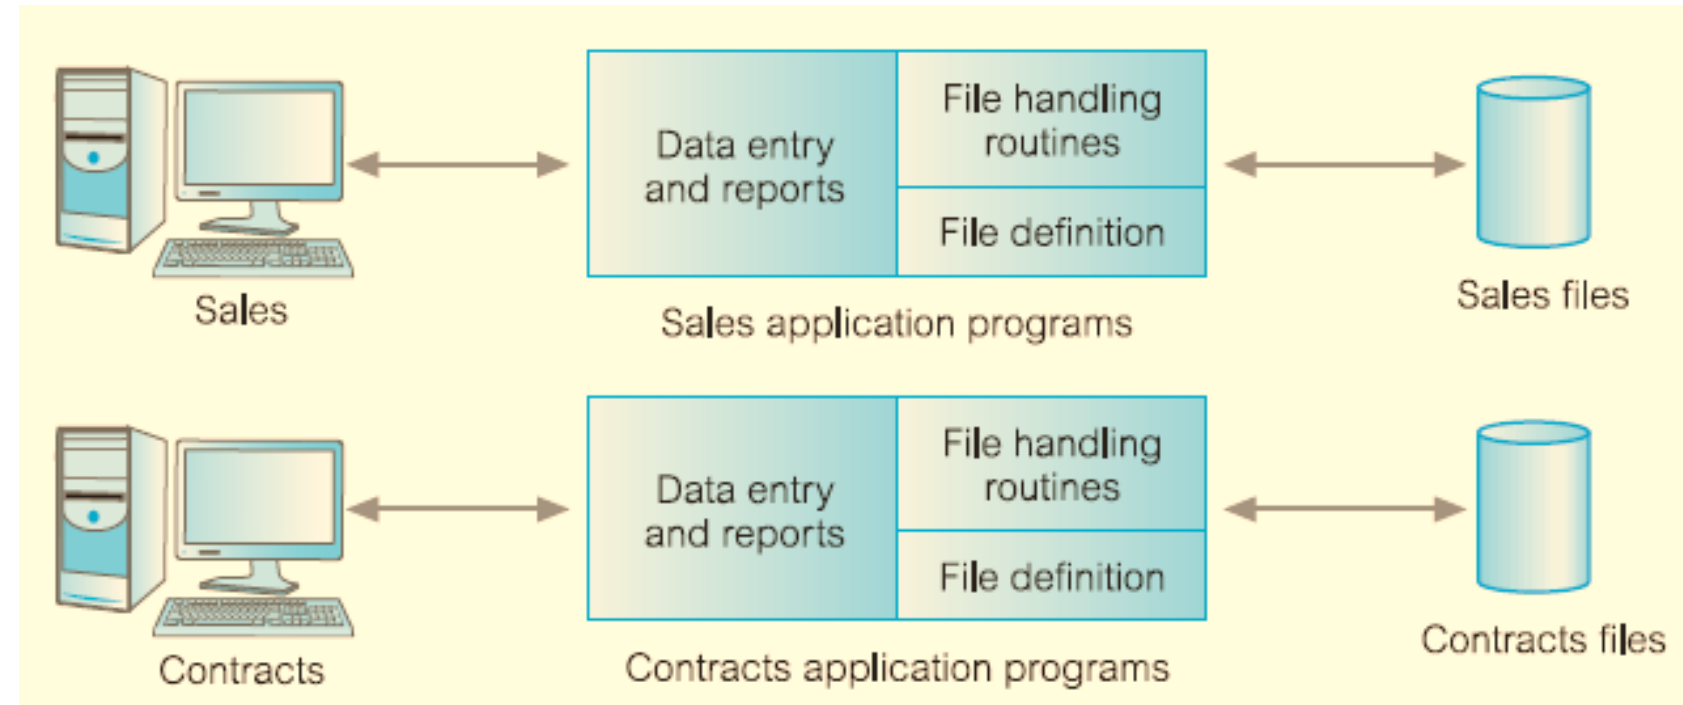 Sales
Data entry
and reports
File handling
routines
File definition
Sales application programs
Sales files
Contracts
Data entry
and reports
File handling
routines
File definition
Contracts application programs
Contracts files